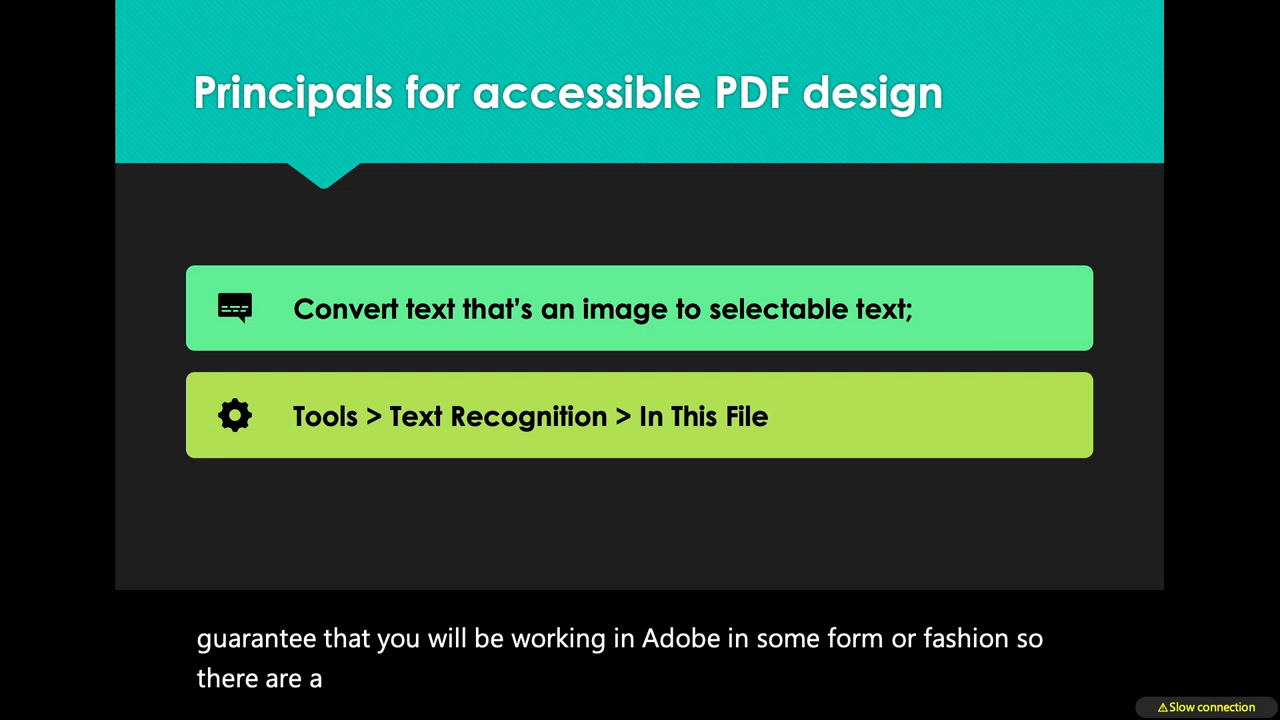 Principals for accessible PDF design
Convert text that's an image to selectable text;
Tools > Text Recognition > In This File
guarantee that you will be working in Adobe in some form or fashion so
there are a
⚠Slow connection